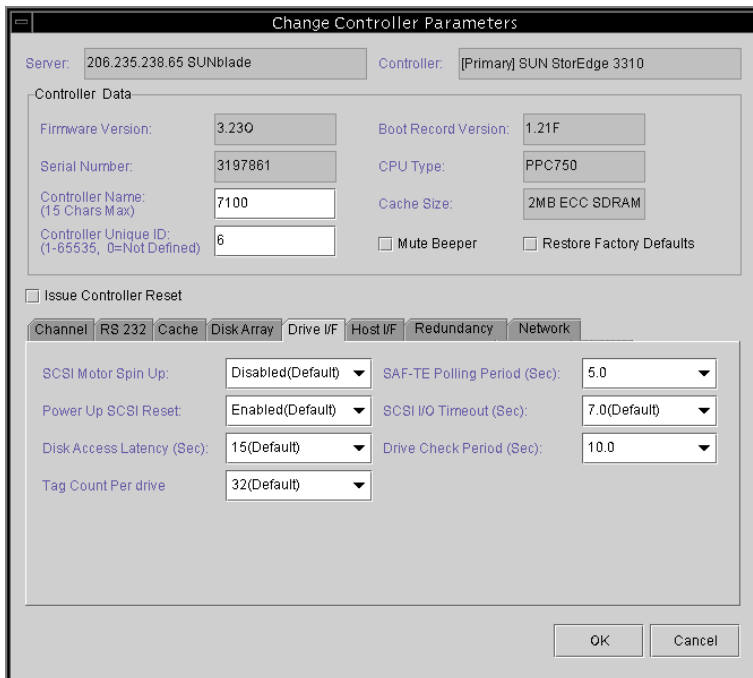 Change Controller Parameters
Server: 206.235.238.65 SUNblade Controller: [Primary] SUN StorEdge 3310
Controller Data
Firmware Version: 3.23Q Boot Record Version: 1.21F
Serial Number: 3197861 CPU Type: PPC750
Controller Name: (15 Chars Max) 7100 Cache Size: 2MB ECC SDRAM
Controller Unique ID: (1-65535, 0=Not Defined) 6 Mute Beeper Restore Factory Defaults
Issue Controller Reset
Channel RS 232 Cache Disk Array Drive I/F Host I/F Redundancy Network
SCSI Motor Spin Up: Disabled(Default) SAF-TE Polling Period (Sec): 5.0
Power Up SCSI Reset: Enabled(Default) SCSI I/O Timeout (Sec): 7.0(Default)
Disk Access Latency (Sec): 15(Default) Drive Check Period (Sec): 10.0
Tag Count Per drive 32(Default)
OK Cancel